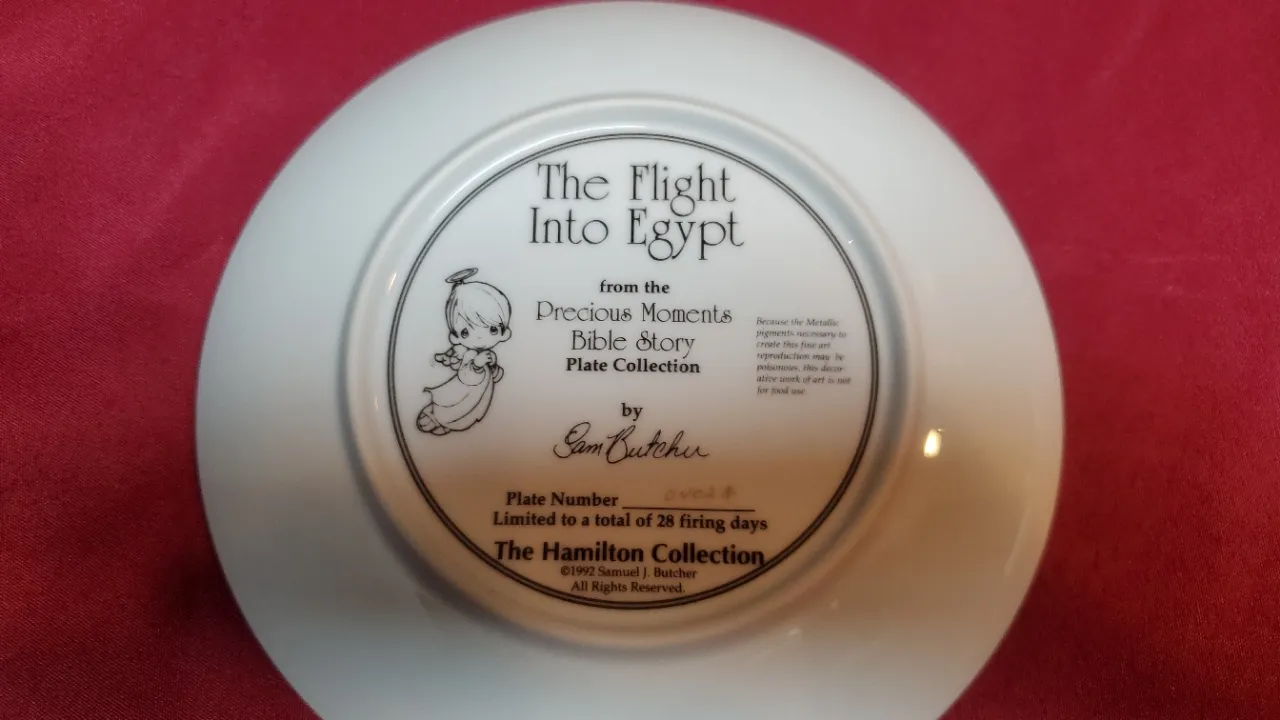 The Flight
Into Egypt
from the
Precious Moments
Bible Story
Plate Collection
Because the Metallic
pigments necessary to
create this fine art
reproduction may be
poisonous, this decor-
ative work of art is not
for food use.
by
Sam Butcher
Plate Number
Limited to a total of 28 firing days
The Hamilton Collection
©1992 Samuel J. Butcher
All Rights Reserved.